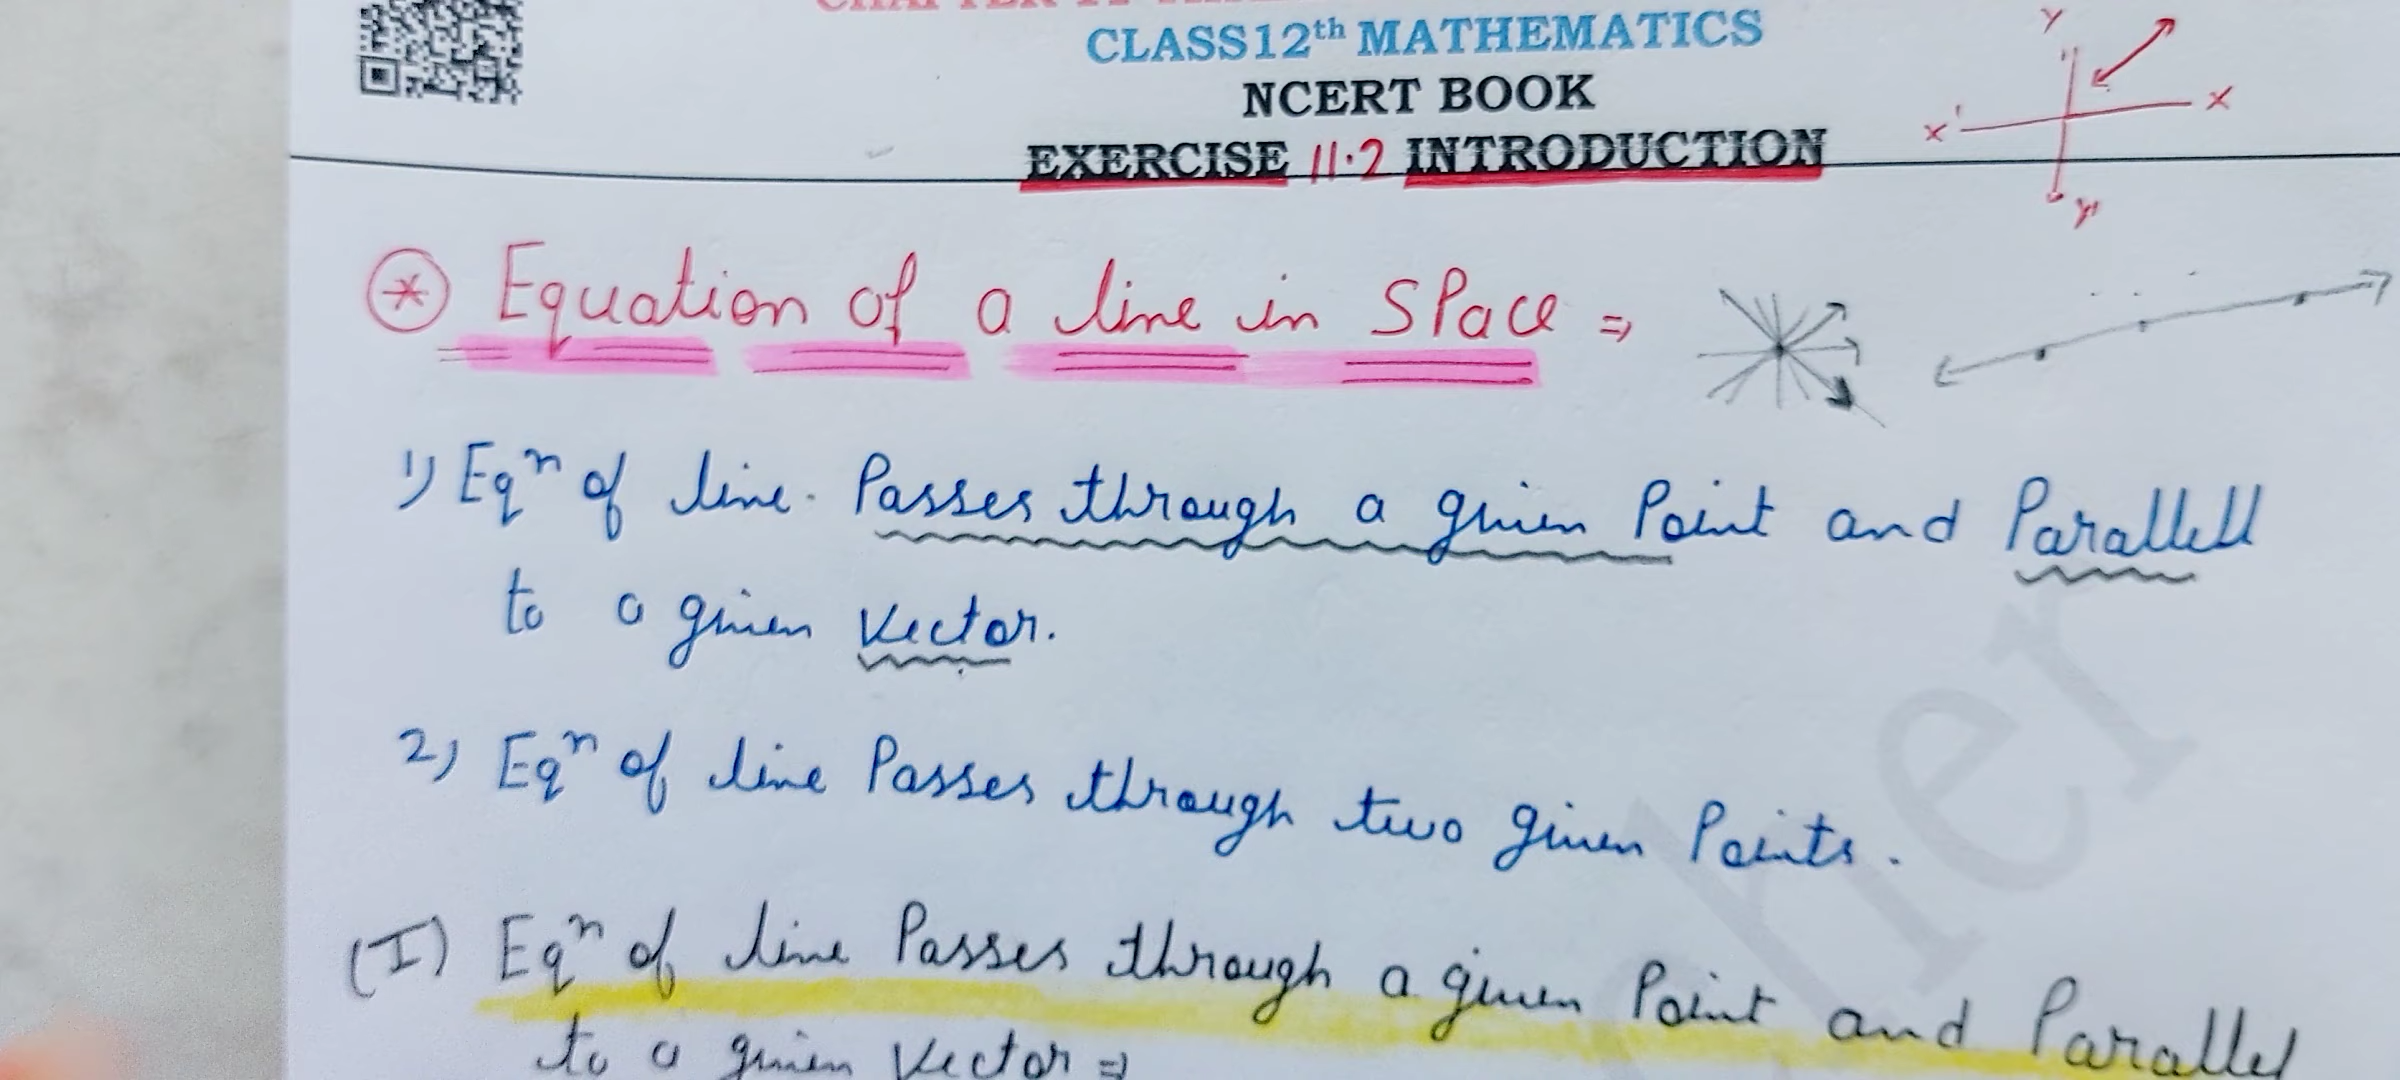 CLASS12th MATHEMATICS
NCERT BOOK
EXERCISE 11.2 INTRODUCTION
Y
X' X
Y'
* Equation of a line in SPace ⇒
1) Eqn of line. Passes through a given Point and Parallell
to a given Vector.
2) Eqn of line Passes through two given Points.
(I) Eqn of line Passes through a given Point and Parallel
to a given Vector ⇒